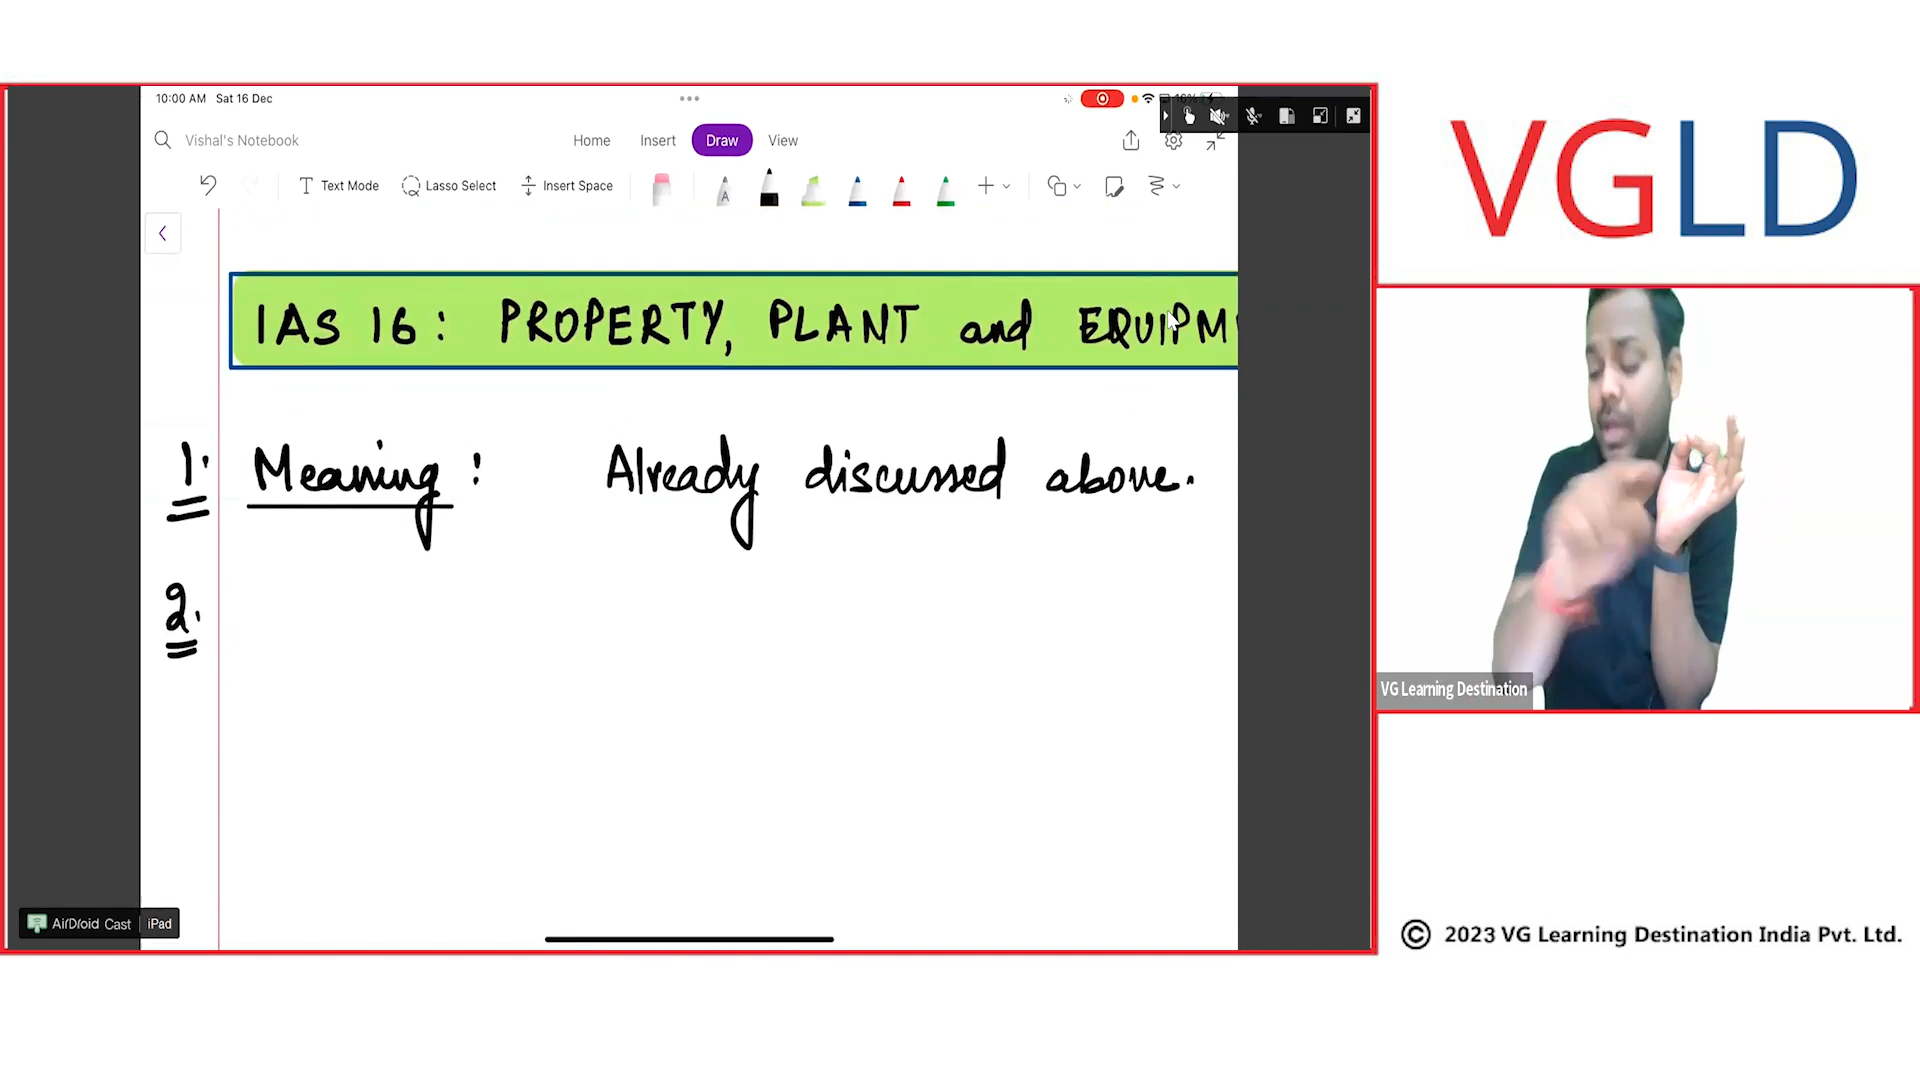 10:00 AM Sat 16 Dec
16%
Vishal's Notebook
Home Insert Draw View
Text Mode Lasso Select Insert Space
A
IAS 16 : PROPERTY, PLANT and EQUIPM
1. Meaning : Already discussed above.
2.
AirDroid Cast iPad
VGLD
VG Learning Destination
© 2023 VG Learning Destination India Pvt. Ltd.